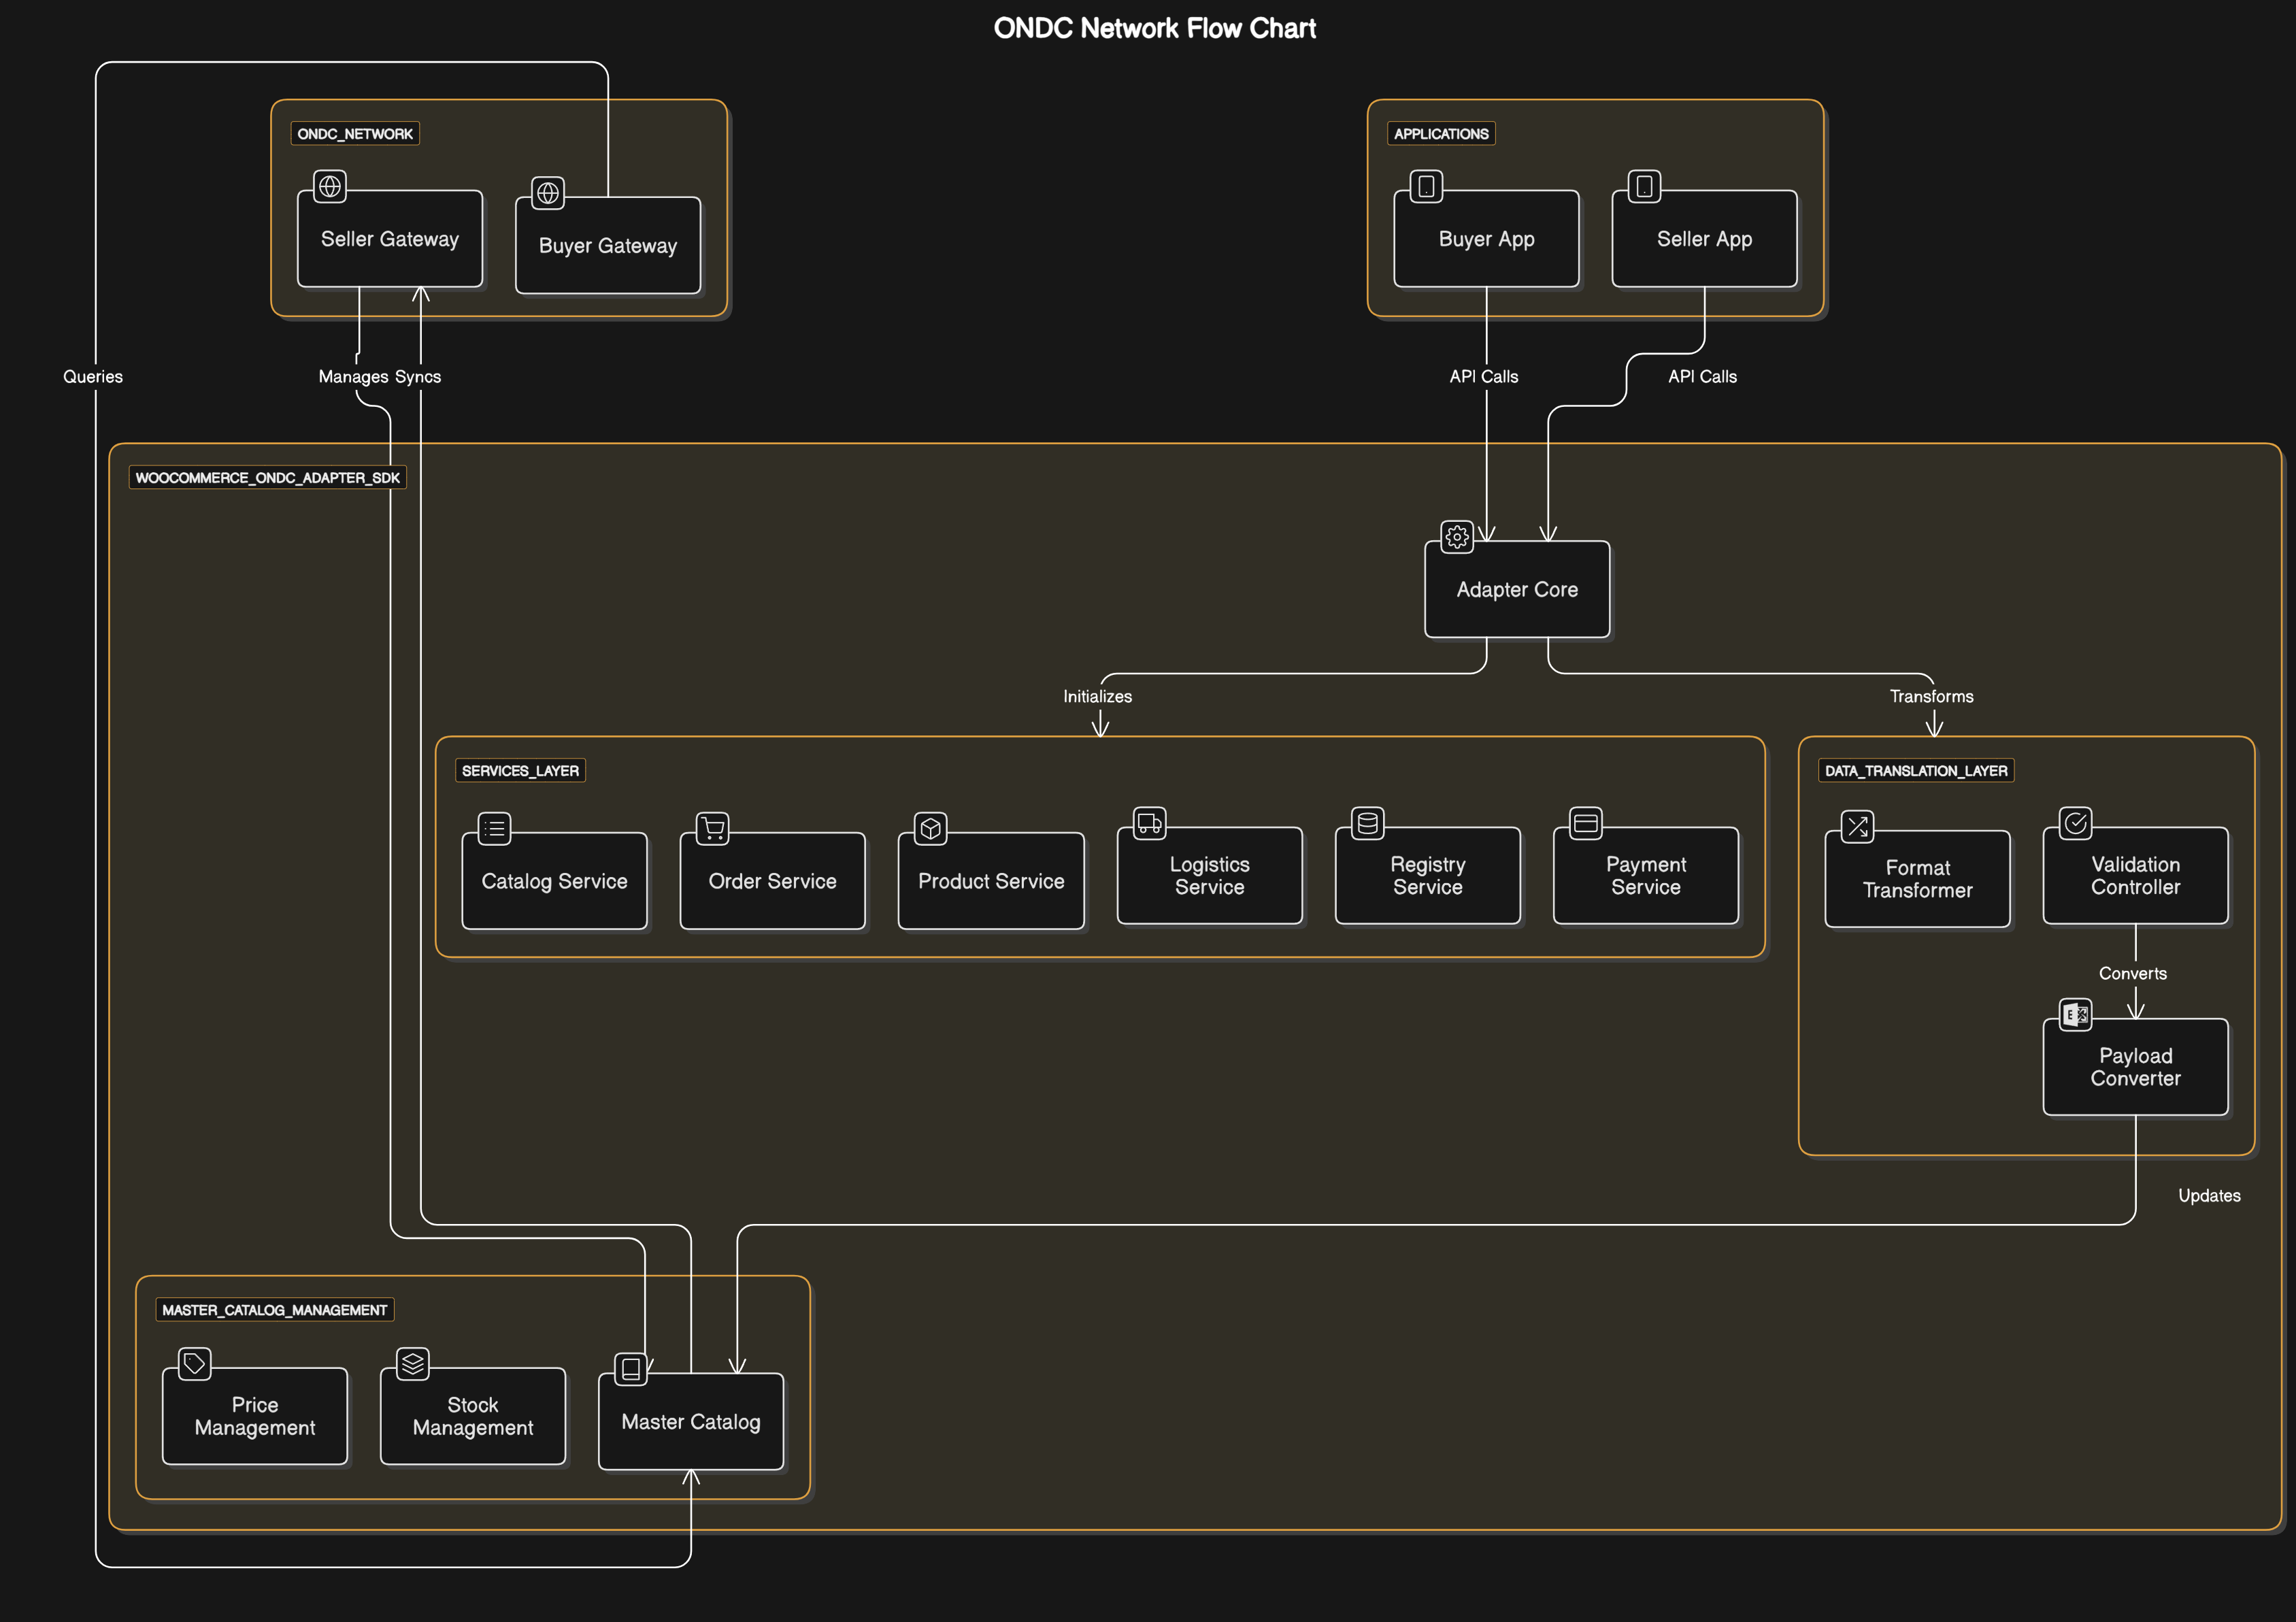 ONDC Network Flow Chart
ONDC_NETWORK
APPLICATIONS
Seller Gateway
Buyer Gateway
Buyer App
Seller App
Queries
Manages
Syncs
API Calls
API Calls
WOOCOMMERCE_ONDC_ADAPTER_SDK
Adapter Core
Initializes
Transforms
SERVICES_LAYER
DATA_TRANSLATION_LAYER
Catalog Service
Order Service
Product Service
Logistics
Service
Registry
Service
Payment
Service
Format
Transformer
Validation
Controller
Converts
E
Payload
Converter
Updates
MASTER_CATALOG_MANAGEMENT
Price
Management
Stock
Management
Master Catalog